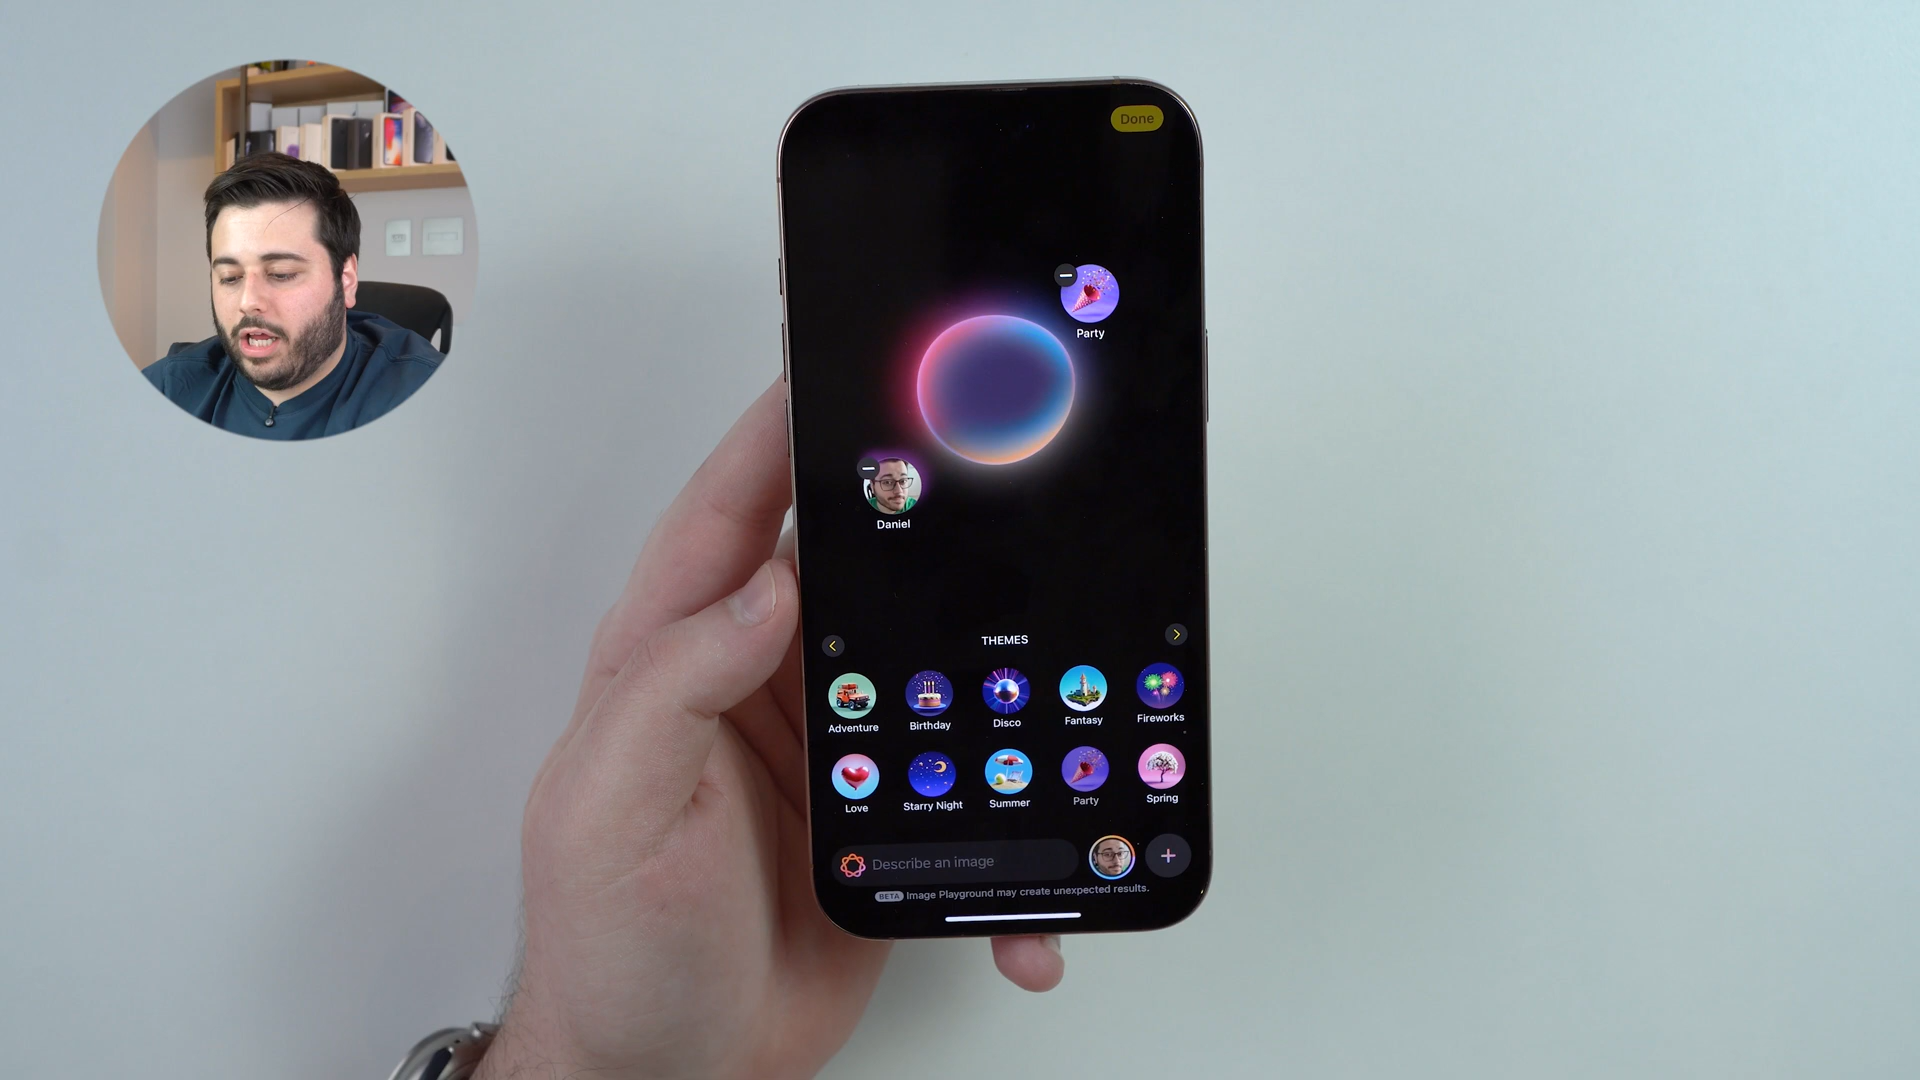 Done
Party
Daniel
THEMES
Adventure
Birthday
Disco
Fantasy
Fireworks
Love
Starry Night
Summer
Party
Spring
Describe an image
BETA Image Playground may create unexpected results.